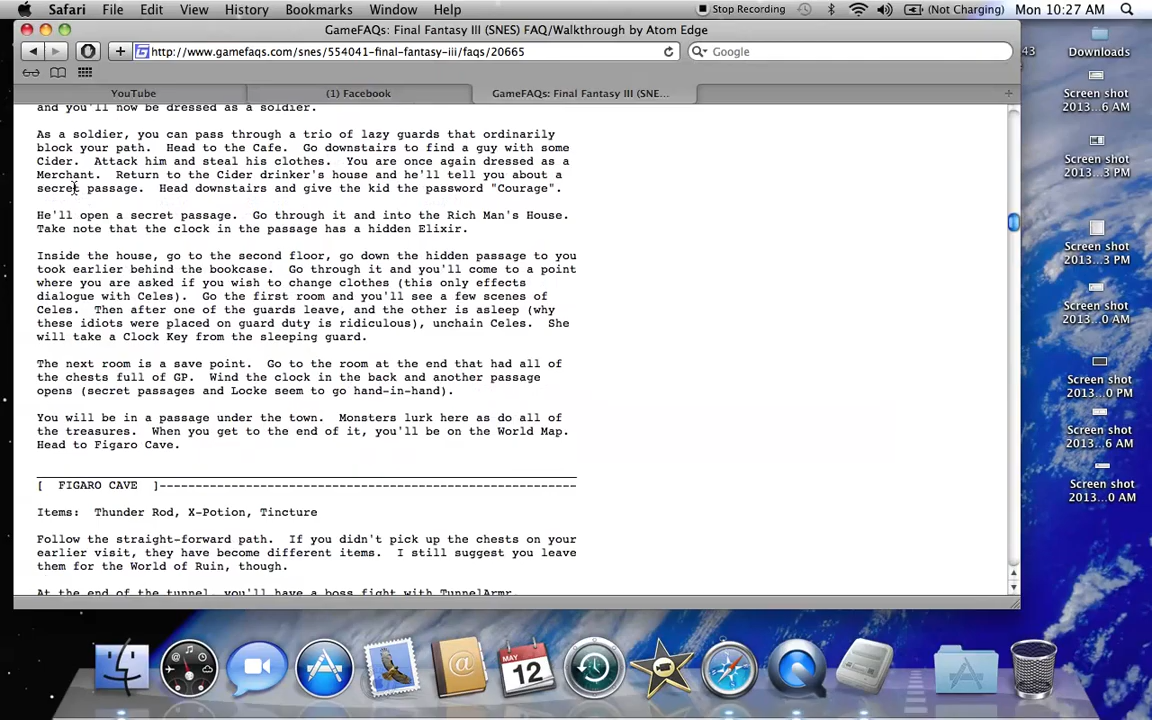 Safari File Edit View History Bookmarks Window Help Stop Recording (Not Charging) Mon 10:27 AM
GameFAQs: Final Fantasy III (SNES) FAQ/Walkthrough by Atom Edge
http://www.gamefaqs.com/snes/554041-final-fantasy-iii/faqs/20665
Google
YouTube (1) Facebook GameFAQs: Final Fantasy III (SNE...
and you'll now be dressed as a soldier.
As a soldier, you can pass through a trio of lazy guards that ordinarily
block your path. Head to the Cafe. Go downstairs to find a guy with some
Cider. Attack him and steal his clothes. You are once again dressed as a
Merchant. Return to the Cider drinker's house and he'll tell you about a
secret passage. Head downstairs and give the kid the password "Courage".
He'll open a secret passage. Go through it and into the Rich Man's House.
Take note that the clock in the passage has a hidden Elixir.
Inside the house, go to the second floor, go down the hidden passage to you
took earlier behind the bookcase. Go through it and you'll come to a point
where you are asked if you wish to change clothes (this only effects
dialogue with Celes). Go the first room and you'll see a few scenes of
Celes. Then after one of the guards leave, and the other is asleep (why
these idiots were placed on guard duty is ridiculous), unchain Celes. She
will take a Clock Key from the sleeping guard.
The next room is a save point. Go to the room at the end that had all of
the chests full of GP. Wind the clock in the back and another passage
opens (secret passages and Locke seem to go hand-in-hand).
You will be in a passage under the town. Monsters lurk here as do all of
the treasures. When you get to the end of it, you'll be on the World Map.
Head to Figaro Cave.
[ FIGARO CAVE ]----------------------------------------------------------
Items: Thunder Rod, X-Potion, Tincture
Follow the straight-forward path. If you didn't pick up the chests on your
earlier visit, they have become different items. I still suggest you leave
them for the World of Ruin, though.
At the end of the tunnel, you'll have a boss fight with TunnelArmr.
43
Downloads
Screen shot
2013...6 AM
Screen shot
2013...3 PM
Screen shot
2013...3 PM
Screen shot
2013...0 AM
Screen shot
2013...0 PM
Screen shot
2013...6 AM
Screen shot
2013...0 AM
MAY
12